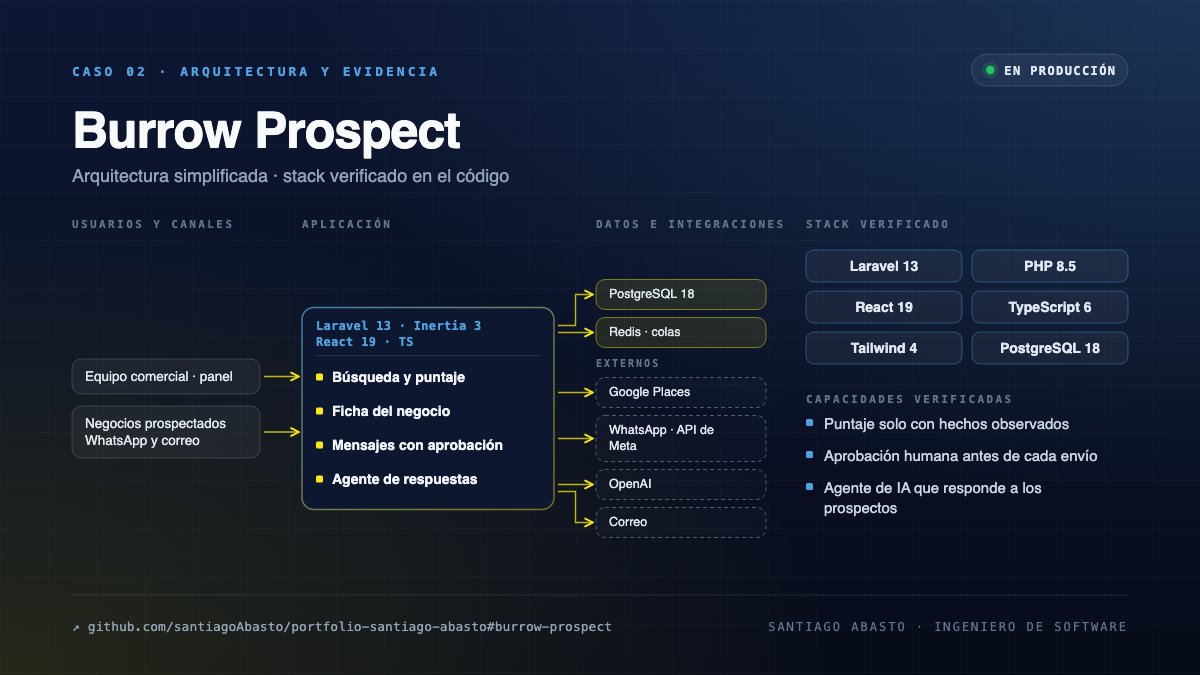 CASO 02 · ARQUITECTURA Y EVIDENCIA
EN PRODUCCIÓN
Burrow Prospect
Arquitectura simplificada · stack verificado en el código
USUARIOS Y CANALES
Equipo comercial · panel
Negocios prospectados
WhatsApp y correo
APLICACIÓN
Laravel 13 · Inertia 3
React 19 · TS
Búsqueda y puntaje
Ficha del negocio
Mensajes con aprobación
Agente de respuestas
DATOS E INTEGRACIONES
PostgreSQL 18
Redis · colas
EXTERNOS
Google Places
WhatsApp · API de
Meta
OpenAI
Correo
STACK VERIFICADO
Laravel 13
PHP 8.5
React 19
TypeScript 6
Tailwind 4
PostgreSQL 18
CAPACIDADES VERIFICADAS
Puntaje solo con hechos observados
Aprobación humana antes de cada envío
Agente de IA que responde a los
prospectos
↗ github.com/santiagoAbasto/portfolio-santiago-abasto#burrow-prospect
SANTIAGO ABASTO · INGENIERO DE SOFTWARE